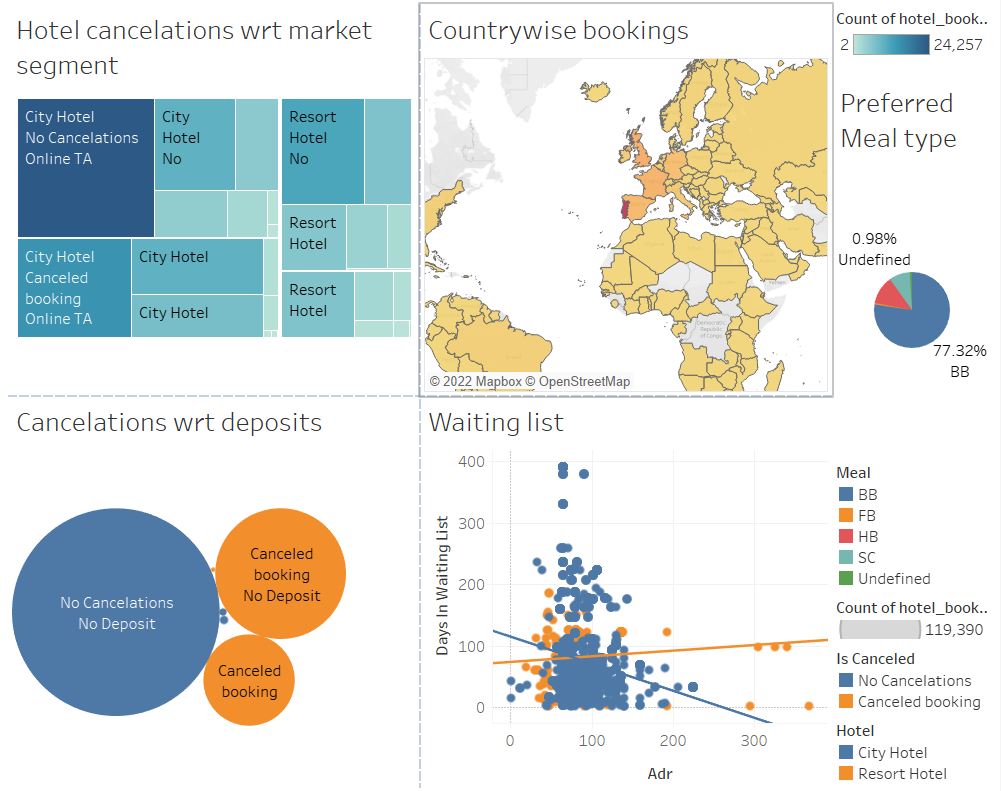 Hotel cancelations wrt market
segment
City Hotel
No Cancelations
Online TA
City
Hotel
No
Resort
Hotel
No
Resort
Hotel
City Hotel
Canceled
booking
Online TA
City Hotel
City Hotel
Resort
Hotel
Countrywise bookings
Democratic
Republic
of Congo
© 2022 Mapbox © OpenStreetMap
Count of hotel_book..
2
24,257
Preferred
Meal type
0.98%
Undefined
77.32%
BB
Cancelations wrt deposits
No Cancelations
No Deposit
Canceled
booking
No Deposit
Canceled
booking
Waiting list
Days In Waiting List
400
300
200
100
0
0
100
200
300
Adr
Meal
BB
FB
HB
SC
Undefined
Count of hotel_book..
119,390
Is Canceled
No Cancelations
Canceled booking
Hotel
City Hotel
Resort Hotel